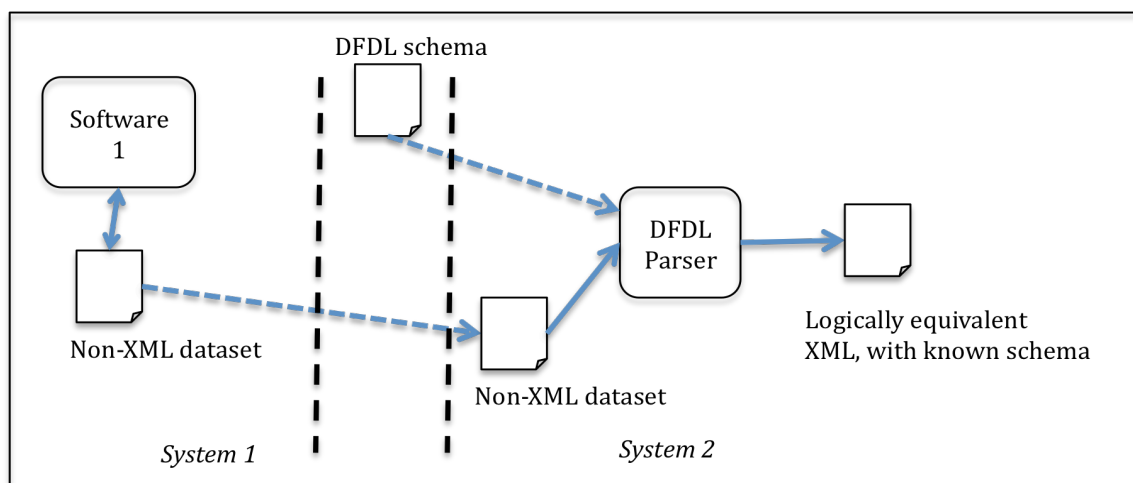 DFDL schema
Software
1
DFDL
Parser
Non-XML dataset
Logically equivalent
XML, with known schema
Non-XML dataset
System 1
System 2